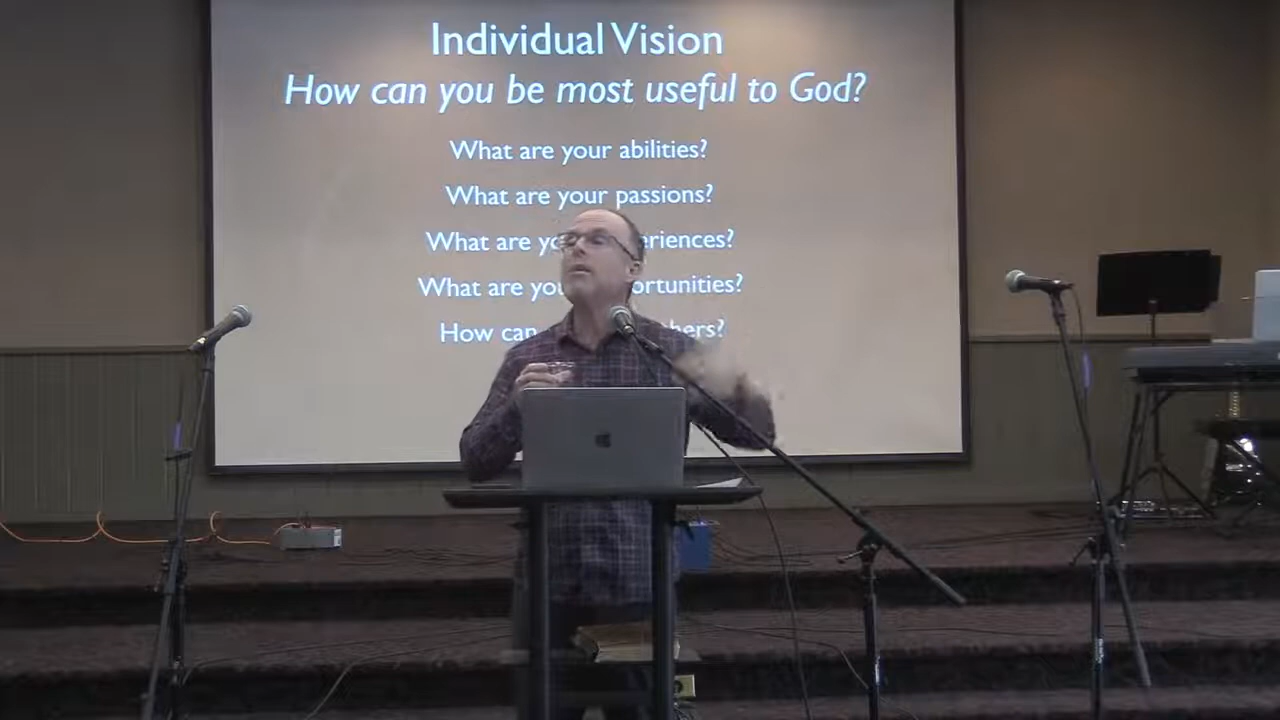 Individual Vision
How can you be most useful to God?
What are your abilities?
What are your passions?
What are
What are
How can